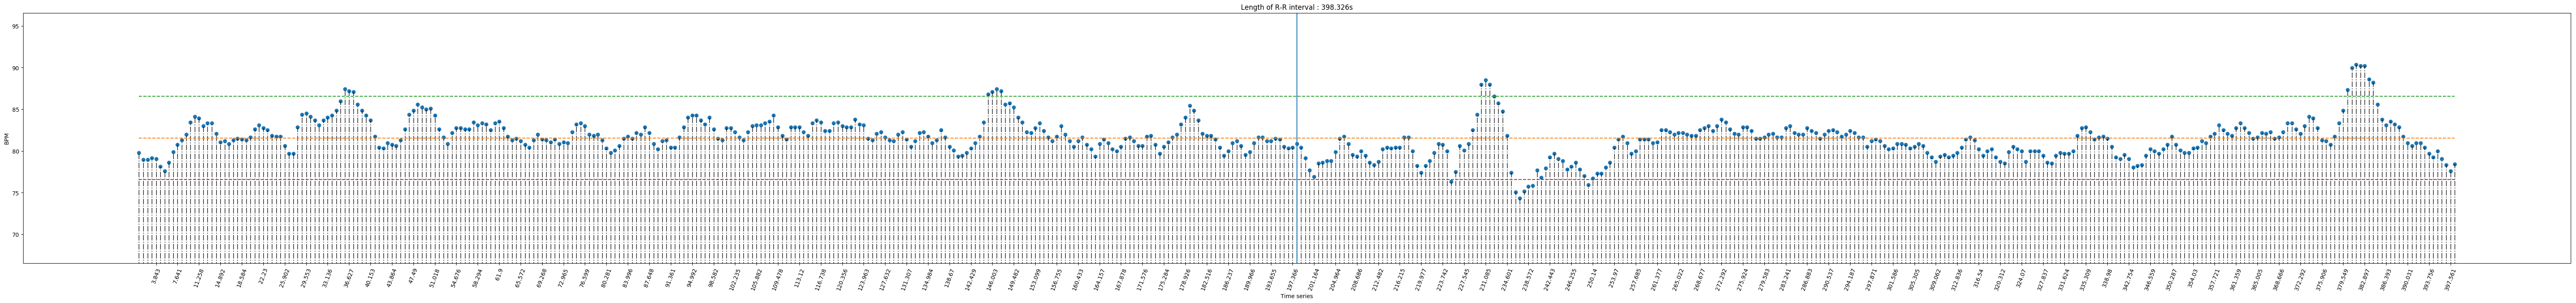 Length of R-R interval : 398.326s
95
90
85
80
75
70
BPM
3.843 7.641 11.258 14.892 18.584 22.23 25.902 29.553 33.136 36.627 40.153 43.864 47.49 51.018 54.676 58.294 61.9 65.572 69.268 72.965 76.599 80.281 83.996 87.648 91.361 94.992 98.582 102.235 105.882 109.478 113.12 116.738 120.356 123.963 127.652 131.307 134.984 138.67 142.429 146.003 149.482 153.099 156.755 160.433 164.157 167.878 171.576 175.284 178.926 182.516 186.237 189.966 193.655 197.366 201.164 204.964 208.686 212.482 216.215 219.977 223.742 227.545 231.085 234.601 238.572 242.443 246.255 250.14 253.97 257.685 261.377 265.022 268.677 272.292 275.924 279.583 283.241 286.883 290.537 294.187 297.871 301.586 305.305 309.062 312.836 316.54 320.312 324.07 327.837 331.624 335.309 338.98 342.754 346.559 350.287 354.03 357.721 361.359 365.005 368.666 372.292 375.906 379.549 382.897 386.393 390.031 393.756 397.561
Time series